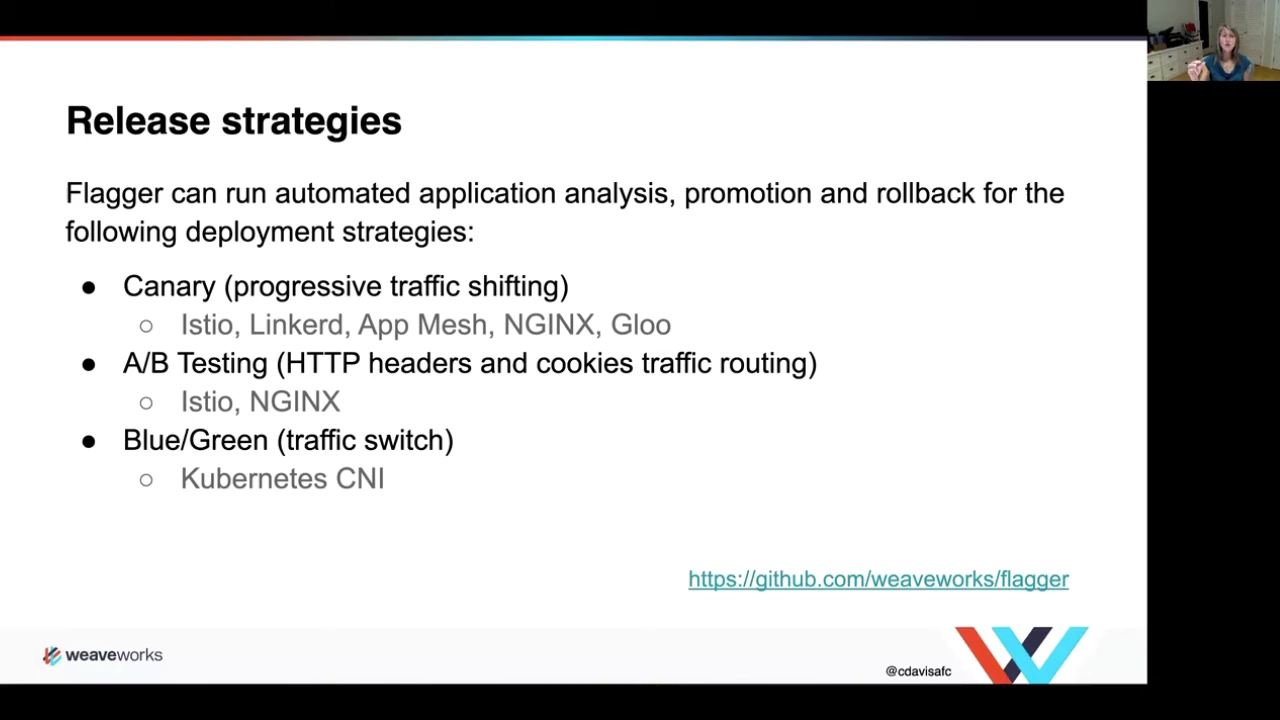 Release strategies
Flagger can run automated application analysis, promotion and rollback for the
following deployment strategies:
● Canary (progressive traffic shifting)
○ Istio, Linkerd, App Mesh, NGINX, Gloo
● A/B Testing (HTTP headers and cookies traffic routing)
○ Istio, NGINX
● Blue/Green (traffic switch)
○ Kubernetes CNI
https://github.com/weaveworks/flagger
weaveworks
@cdavisafc